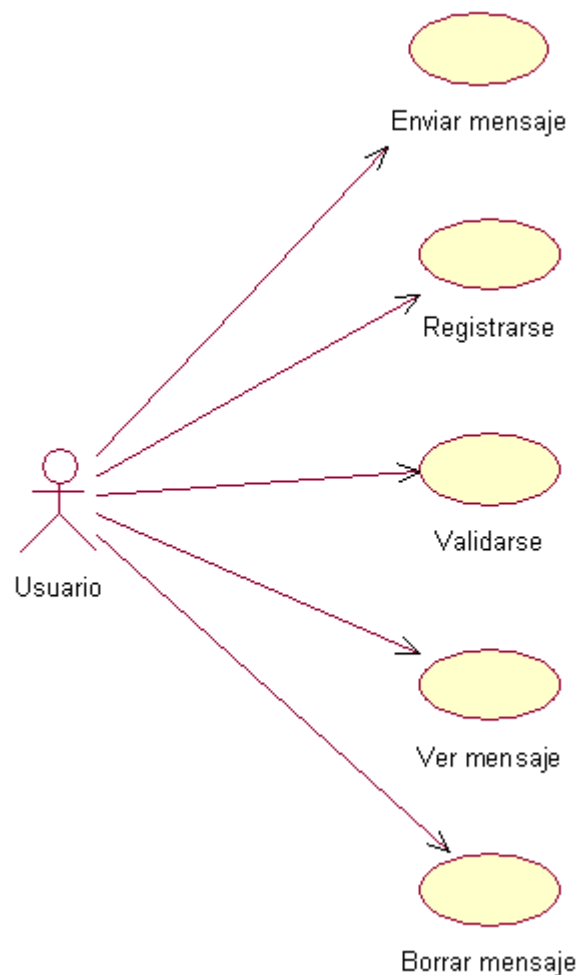 Enviar mensaje
Registrarse
Validarse
Usuario
Ver mensaje
Borrar mensaje